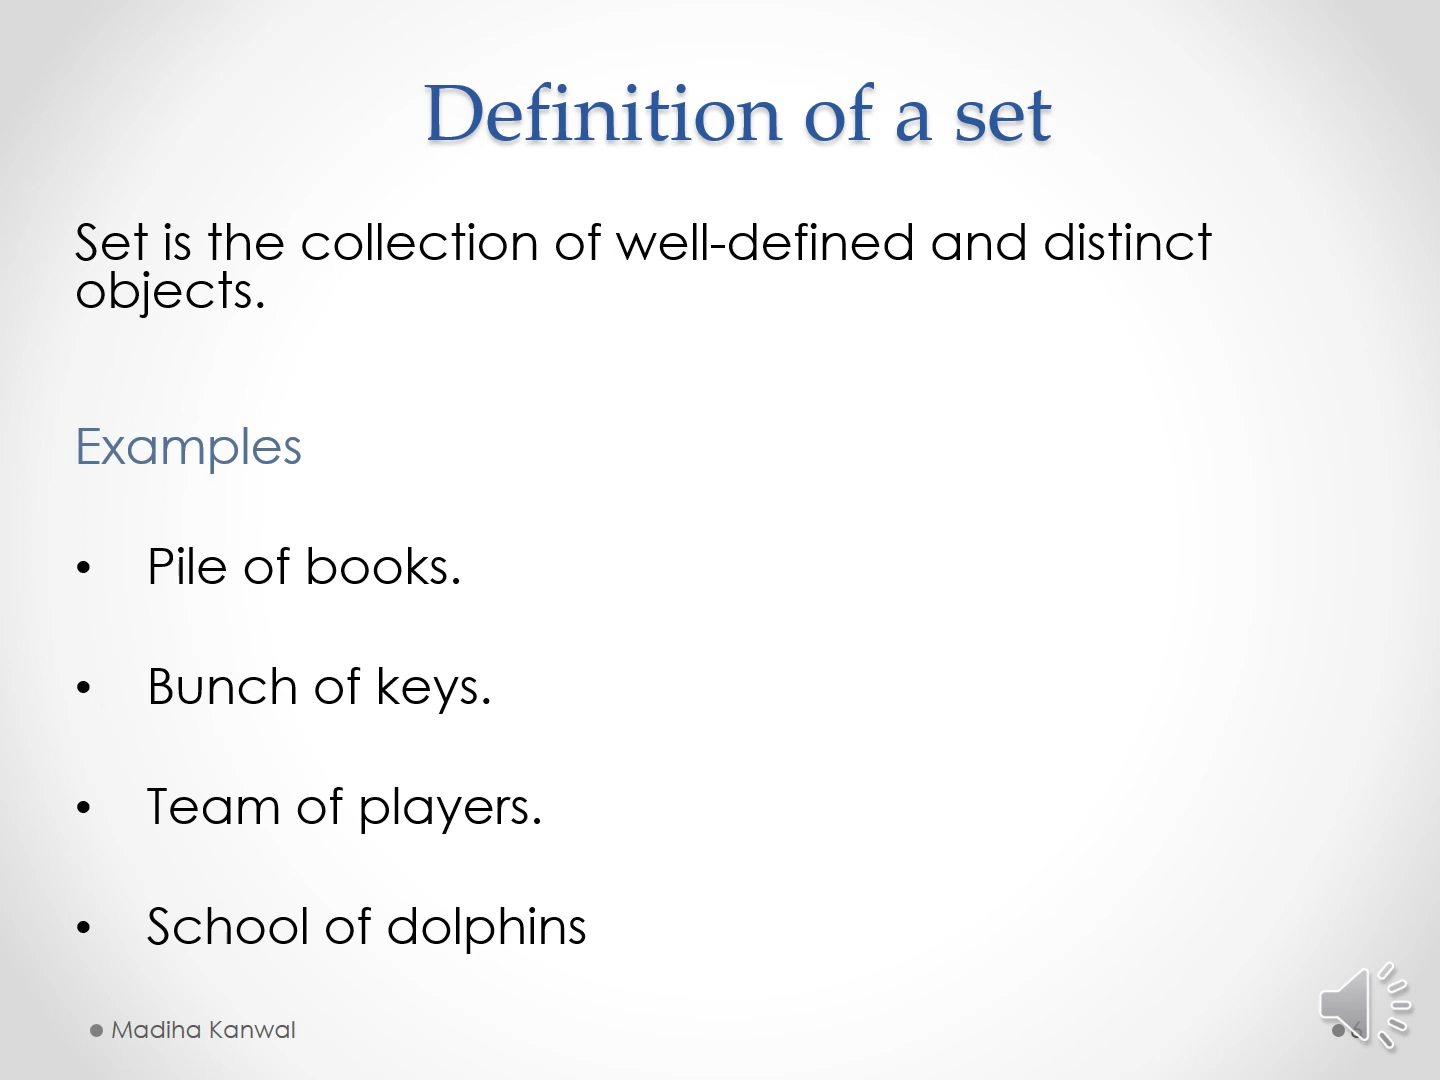 Definition of a set
Set is the collection of well-defined and distinct
objects.
Examples
• Pile of books.
• Bunch of keys.
• Team of players.
• School of dolphins
Madiha Kanwal
6